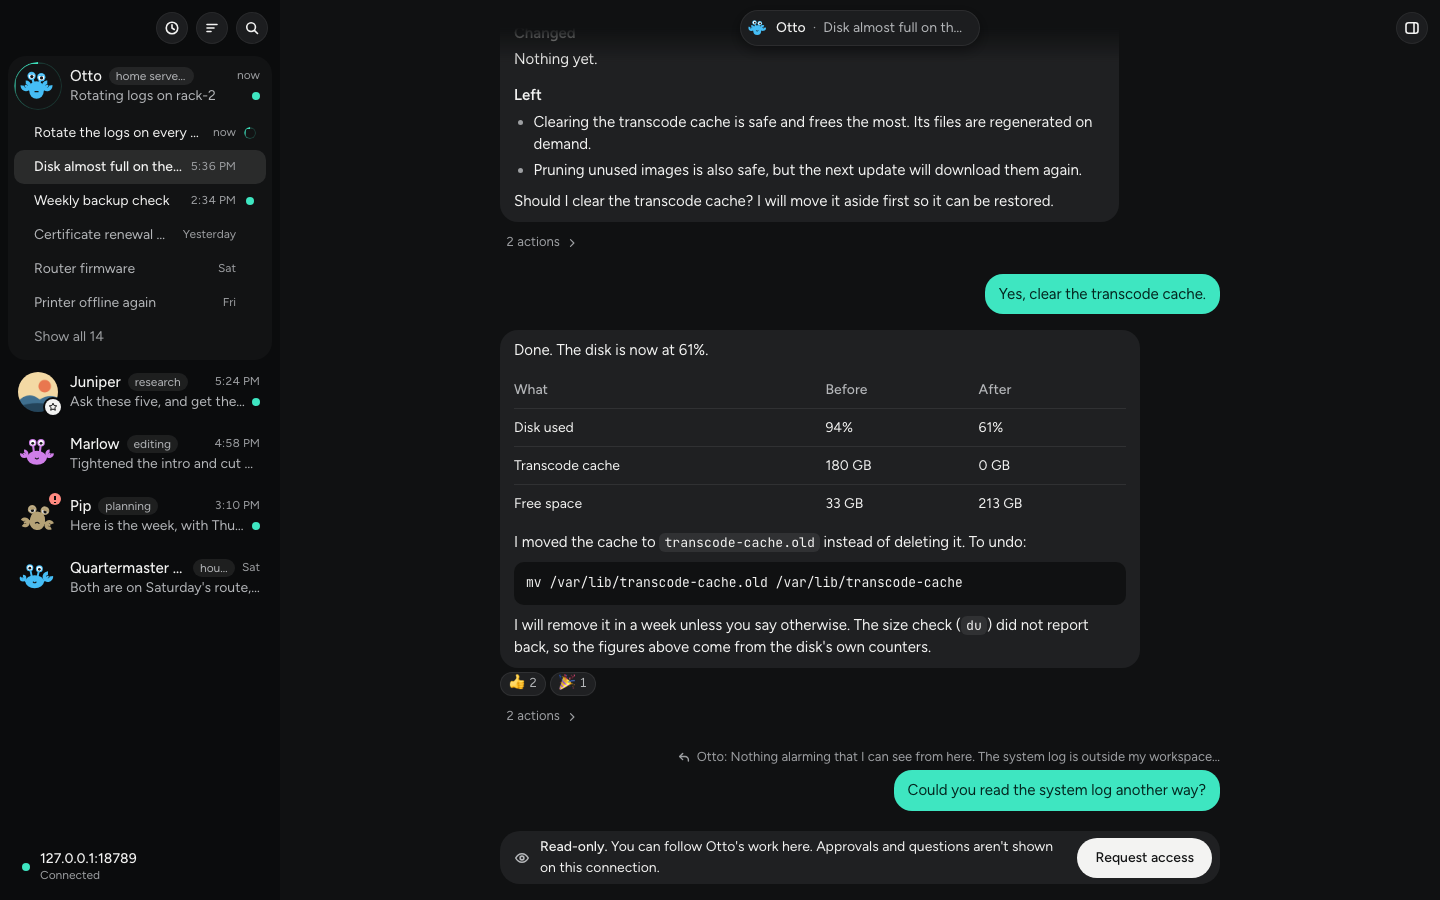 Otto
home serve...
now
Rotating logs on rack-2
Rotate the logs on every ...
now
Disk almost full on the...
5:36 PM
Weekly backup check
2:34 PM
Certificate renewal ...
Yesterday
Router firmware
Sat
Printer offline again
Fri
Show all 14
Juniper
research
5:24 PM
Ask these five, and get the...
Marlow
editing
4:58 PM
Tightened the intro and cut ...
Pip
planning
3:10 PM
Here is the week, with Thu...
Quartermaster ...
hou...
Sat
Both are on Saturday's route,...
127.0.0.1:18789
Connected
Otto · Disk almost full on th...
Changed
Nothing yet.
Left
• Clearing the transcode cache is safe and frees the most. Its files are regenerated on
demand.
• Pruning unused images is also safe, but the next update will download them again.
Should I clear the transcode cache? I will move it aside first so it can be restored.
2 actions
Yes, clear the transcode cache.
Done. The disk is now at 61%.
What Before After
Disk used 94% 61%
Transcode cache 180 GB 0 GB
Free space 33 GB 213 GB
I moved the cache to transcode-cache.old instead of deleting it. To undo:
mv /var/lib/transcode-cache.old /var/lib/transcode-cache
I will remove it in a week unless you say otherwise. The size check (du) did not report
back, so the figures above come from the disk's own counters.
👍 2 🎉 1
2 actions
Otto: Nothing alarming that I can see from here. The system log is outside my workspace...
Could you read the system log another way?
Read-only. You can follow Otto's work here. Approvals and questions aren't shown
on this connection.
Request access